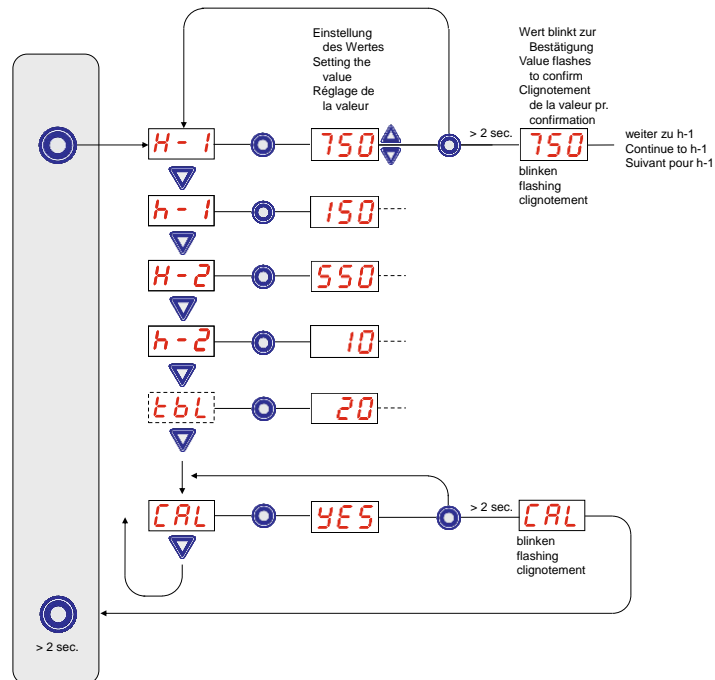 Einstellung
des Wertes
Setting the
value
Réglage de
la valeur
Wert blinkt zur
Bestätigung
Value flashes
to confirm
Clignotement
de la valeur pr.
confirmation
H-1
750
> 2 sec.
750
weiter zu h-1
Continue to h-1
Suivant pour h-1
blinken
flashing
clignotement
h-1
150
H-2
550
h-2
10
tbL
20
CAL
YES
> 2 sec.
CAL
blinken
flashing
clignotement
> 2 sec.